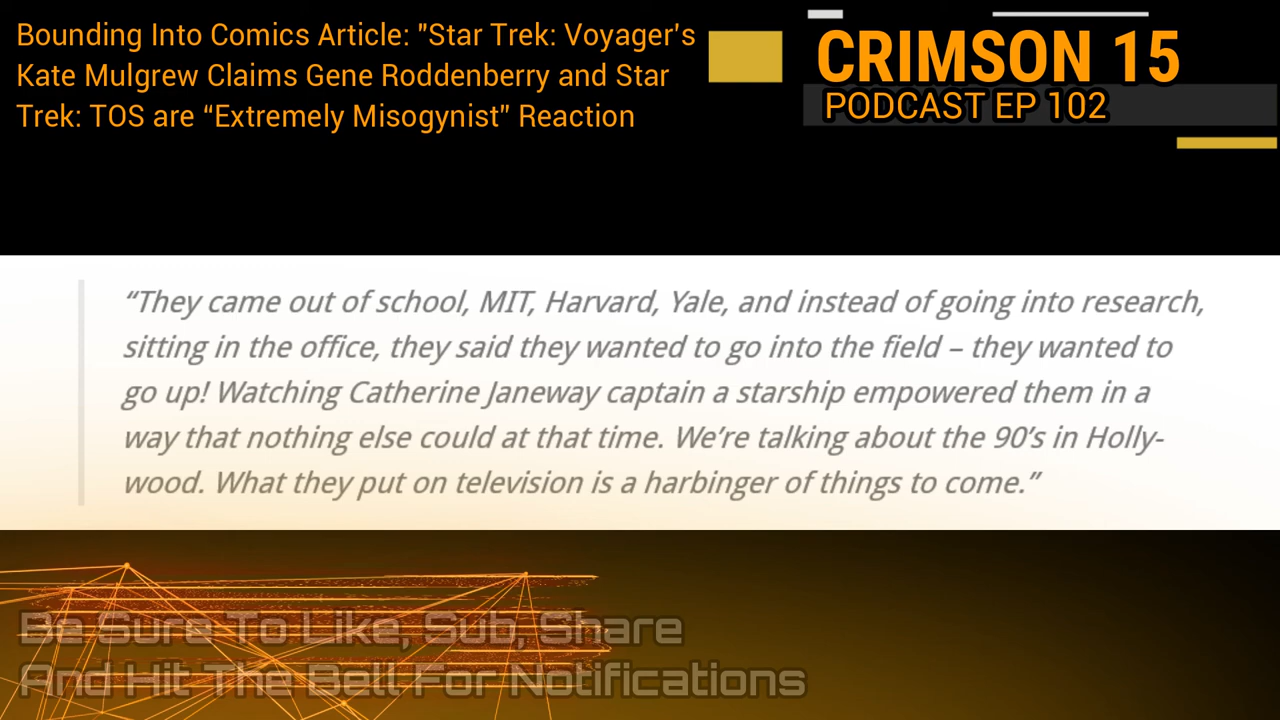 Bounding Into Comics Article: "Star Trek: Voyager's
Kate Mulgrew Claims Gene Roddenberry and Star
Trek: TOS are “Extremely Misogynist” Reaction
CRIMSON 15
PODCAST EP 102
“They came out of school, MIT, Harvard, Yale, and instead of going into research,
sitting in the office, they said they wanted to go into the field – they wanted to
go up! Watching Catherine Janeway captain a starship empowered them in a
way that nothing else could at that time. We’re talking about the 90’s in Holly-
wood. What they put on television is a harbinger of things to come.”
Be Sure To Like, Sub, Share
And Hit The Bell For Notifications